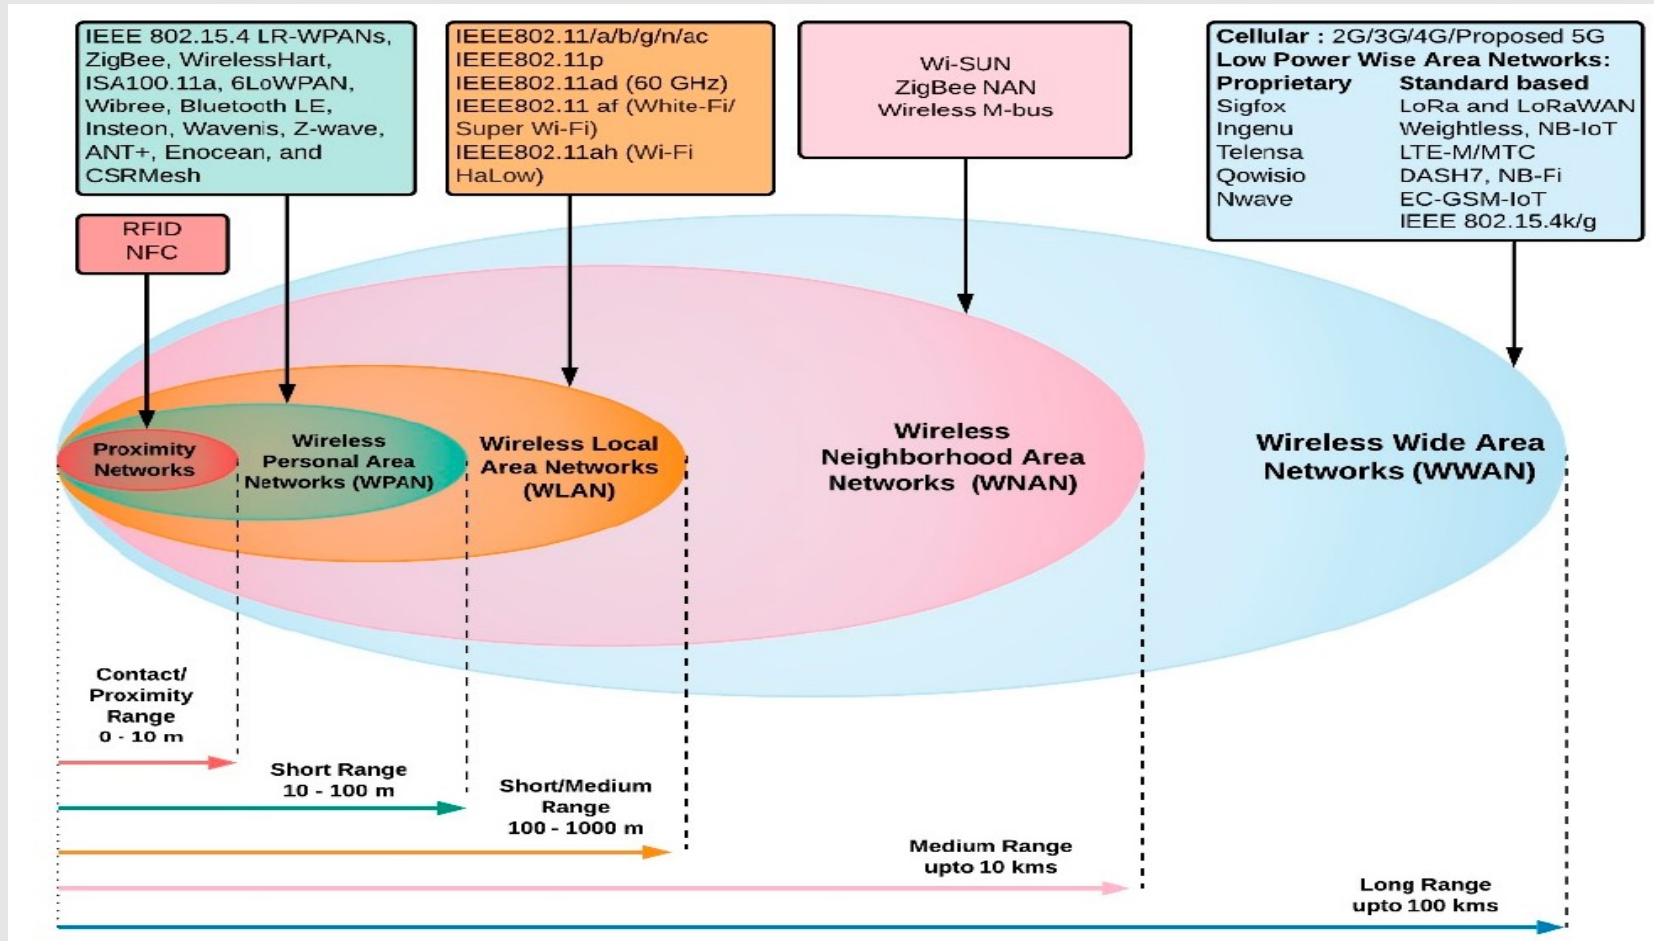 IEEE 802.15.4 LR-WPANs,
ZigBee, WirelessHart,
ISA100.11a, 6LoWPAN,
Wibree, Bluetooth LE,
Insteon, Wavenis, Z-wave,
ANT+, Enocean, and
CSRMesh
IEEE802.11/a/b/g/n/ac
IEEE802.11p
IEEE802.11ad (60 GHz)
IEEE802.11 af (White-Fi/
Super Wi-Fi)
IEEE802.11ah (Wi-Fi
HaLow)
Wi-SUN
ZigBee NAN
Wireless M-bus
Cellular : 2G/3G/4G/Proposed 5G
Low Power Wise Area Networks:
Proprietary Standard based
Sigfox LoRa and LoRaWAN
Ingenu Weightless, NB-IoT
Telensa LTE-M/MTC
Qowisio DASH7, NB-Fi
Nwave EC-GSM-IoT
IEEE 802.15.4k/g
RFID
NFC
Proximity
Networks
Wireless
Personal Area
Networks (WPAN)
Wireless Local
Area Networks
(WLAN)
Wireless
Neighborhood Area
Networks (WNAN)
Wireless Wide Area
Networks (WWAN)
Contact/
Proximity
Range
0 - 10 m
Short Range
10 - 100 m
Short/Medium
Range
100 - 1000 m
Medium Range
upto 10 kms
Long Range
upto 100 kms